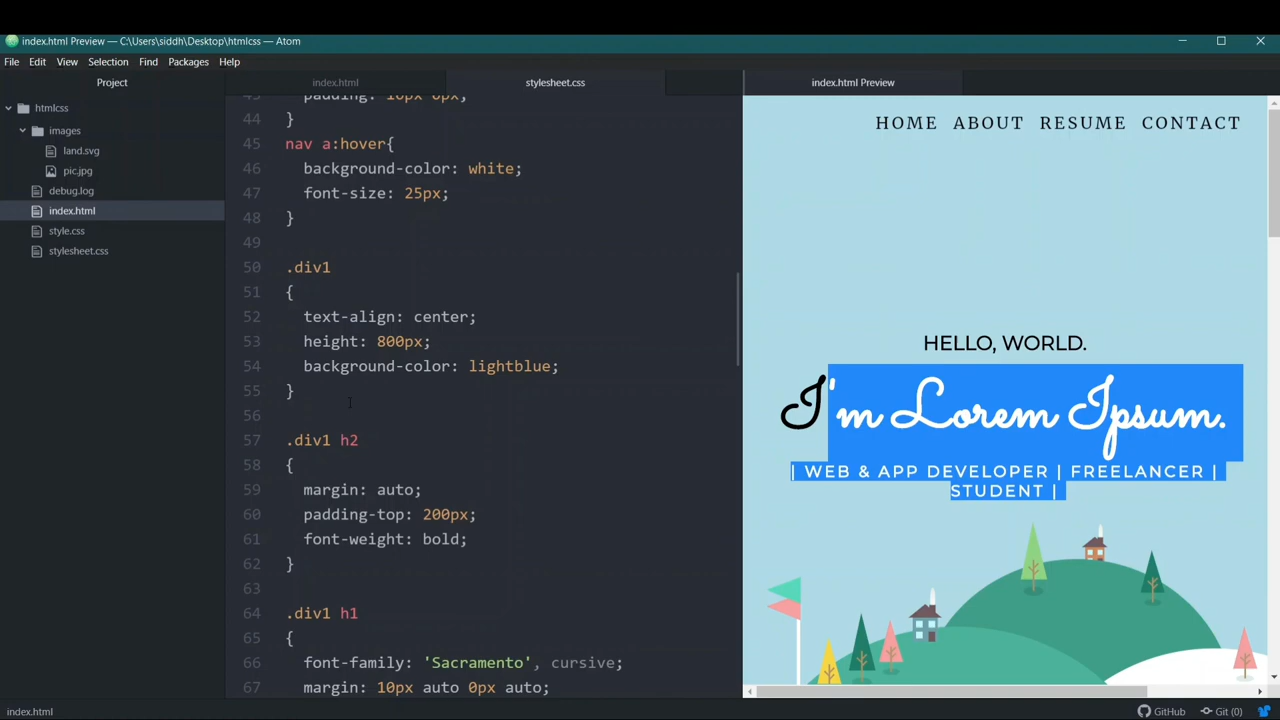 index.html Preview — C:\Users\siddh\Desktop\htmlcss — Atom
File Edit View Selection Find Packages Help
Project
htmlcss
images
land.svg
pic.jpg
debug.log
index.html
style.css
stylesheet.css
index.html stylesheet.css
padding: 10px 0px;
44 }
45 nav a:hover{
46 background-color: white;
47 font-size: 25px;
48 }
49
50 .div1
51 {
52 text-align: center;
53 height: 800px;
54 background-color: lightblue;
55 }
56
57 .div1 h2
58 {
59 margin: auto;
60 padding-top: 200px;
61 font-weight: bold;
62 }
63
64 .div1 h1
65 {
66 font-family: 'Sacramento', cursive;
67 margin: 10px auto 0px auto;
index.html Preview
HOME ABOUT RESUME CONTACT
HELLO, WORLD.
I'm Lorem Ipsum.
| WEB & APP DEVELOPER | FREELANCER |
STUDENT |
index.html
GitHub Git (0)